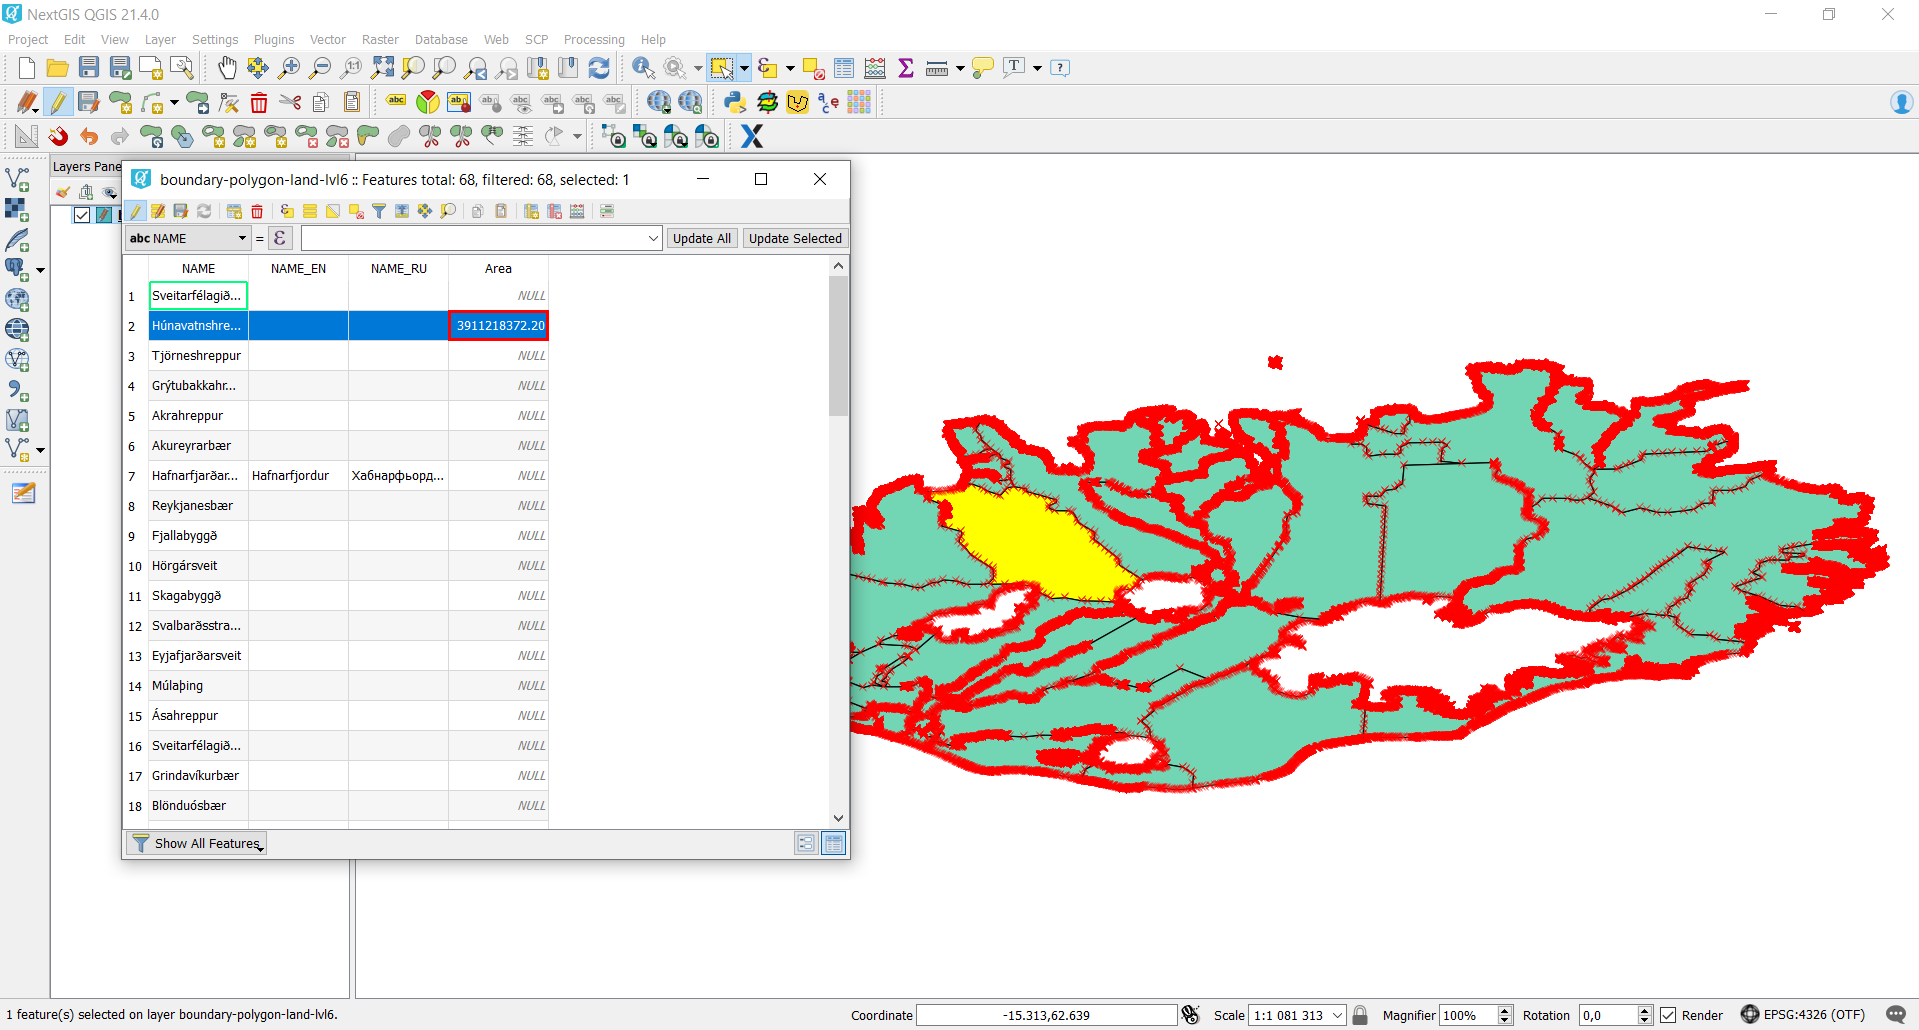 NextGIS QGIS 21.4.0
Project Edit View Layer Settings Plugins Vector Raster Database Web SCP Processing Help
Layers Pane
boundary-polygon-land-lvl6 :: Features total: 68, filtered: 68, selected: 1
abc NAME = ε Update All Update Selected
NAME NAME_EN NAME_RU Area
1 Sveitarfélagið... NULL
2 Húnavatnshre... 3911218372.20
3 Tjörneshreppur NULL
4 Grýtubakkahr... NULL
5 Akrahreppur NULL
6 Akureyrarbær NULL
7 Hafnarfjarðar... Hafnarfjordur Хабнарфьорд... NULL
8 Reykjanesbær NULL
9 Fjallabyggð NULL
10 Hörgársveit NULL
11 Skagabyggð NULL
12 Svalbarðsstra... NULL
13 Eyjafjarðarsveit NULL
14 Múlaþing NULL
15 Ásahreppur NULL
16 Sveitarfélagið... NULL
17 Grindavíkurbær NULL
18 Blönduósbær NULL
Show All Features
1 feature(s) selected on layer boundary-polygon-land-lvl6.
Coordinate -15.313,62.639 Scale 1:1 081 313 Magnifier 100% Rotation 0,0 Render EPSG:4326 (OTF)